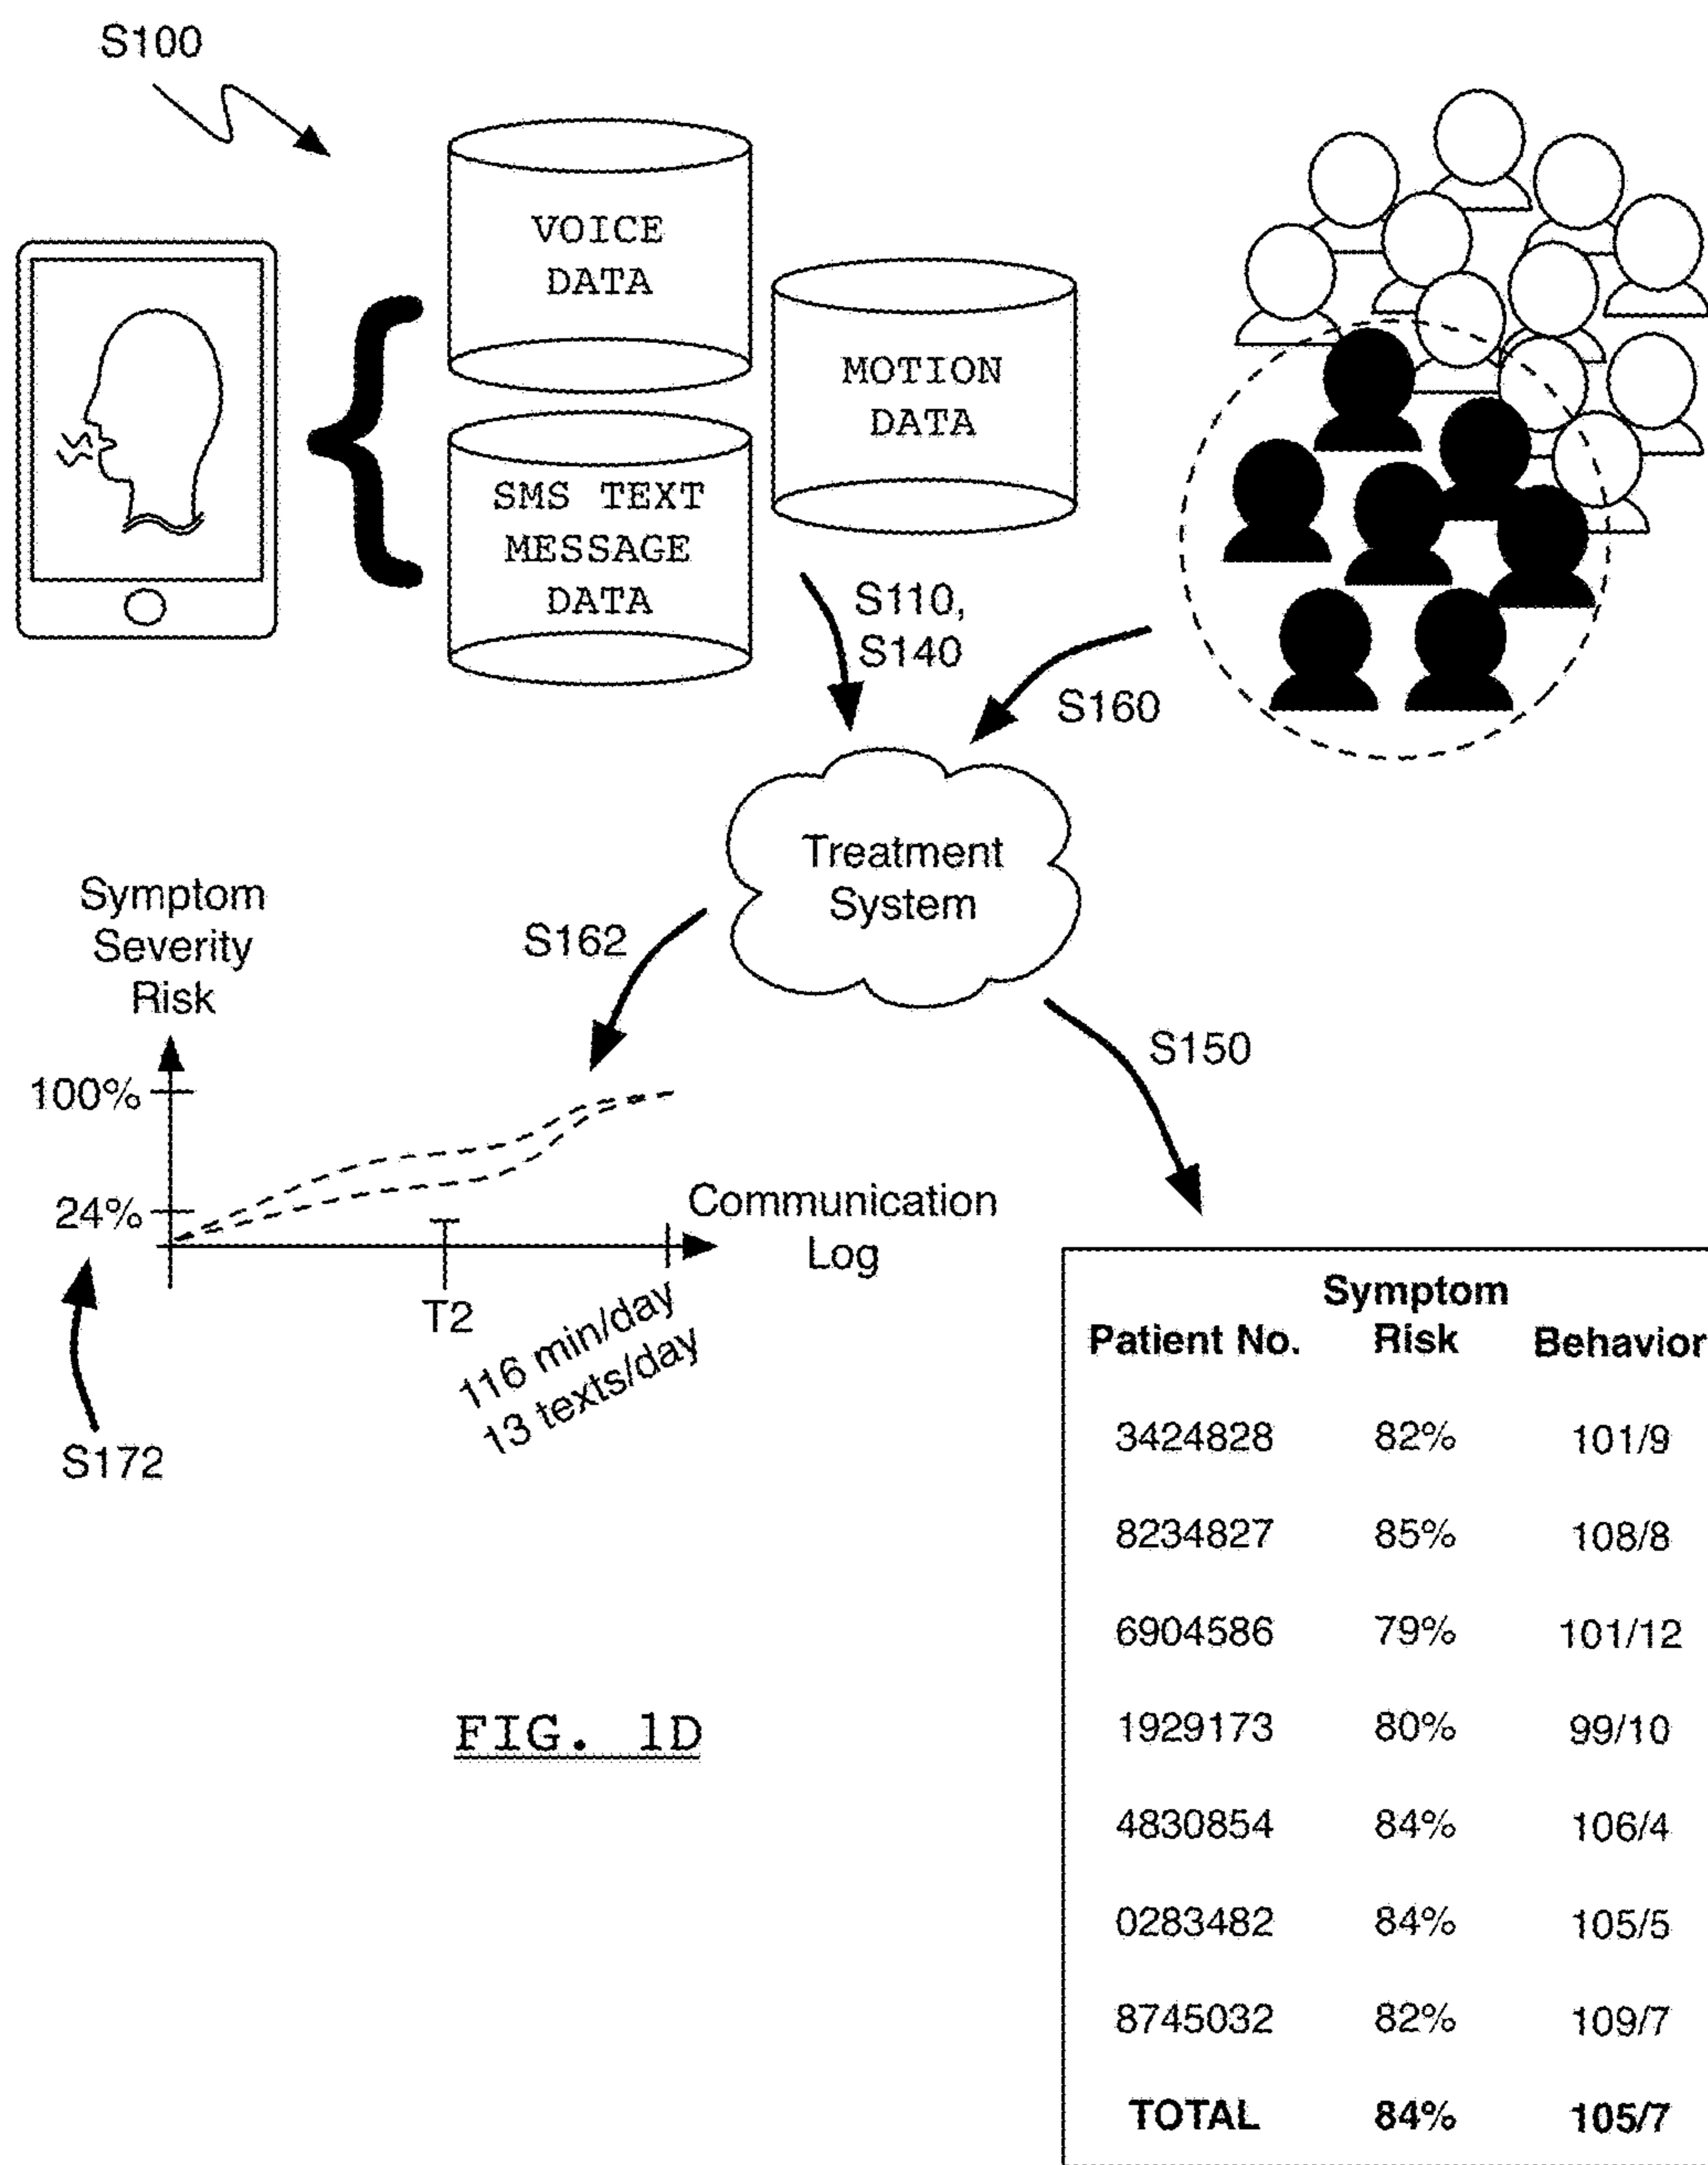 S100
VOICE
DATA
MOTION
DATA
SMS TEXT
MESSAGE
DATA
S110,
S140
S160
Treatment
System
Symptom
Severity
Risk
S162
S150
100%
24%
Communication
Log
T2
116 min/day
13 texts/day
S172
Symptom
Patient No. Risk Behavior
3424828 82% 101/9
8234827 85% 108/8
6904586 79% 101/12
1929173 80% 99/10
4830854 84% 106/4
0283482 84% 105/5
8745032 82% 109/7
TOTAL 84% 105/7
FIG. 1D